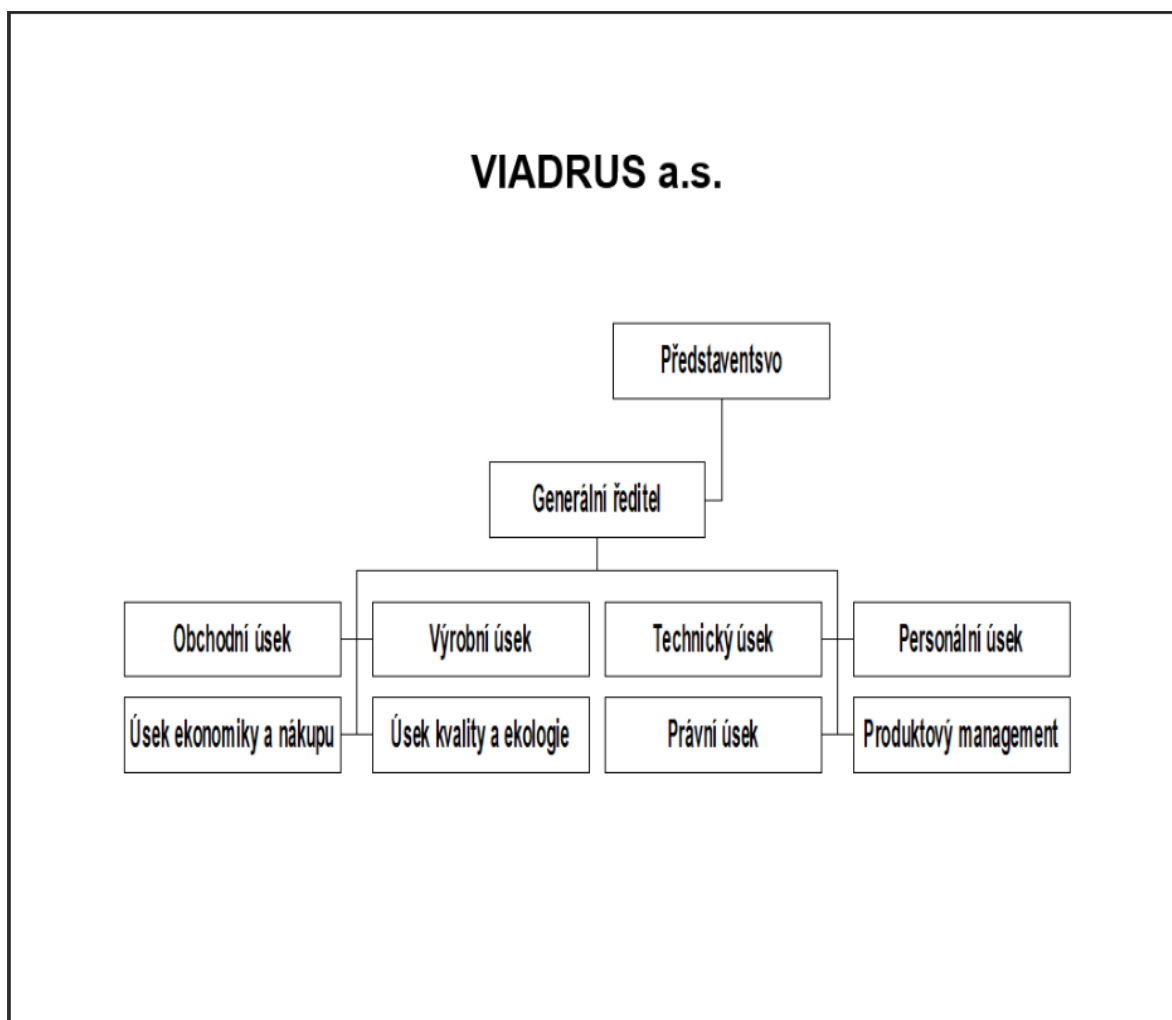 VIADRUS a.s.
Představentsvo
Generální ředitel
Obchodní úsek
Výrobní úsek
Technický úsek
Personální úsek
Úsek ekonomiky a nákupu
Úsek kvality a ekologie
Právní úsek
Produktový management